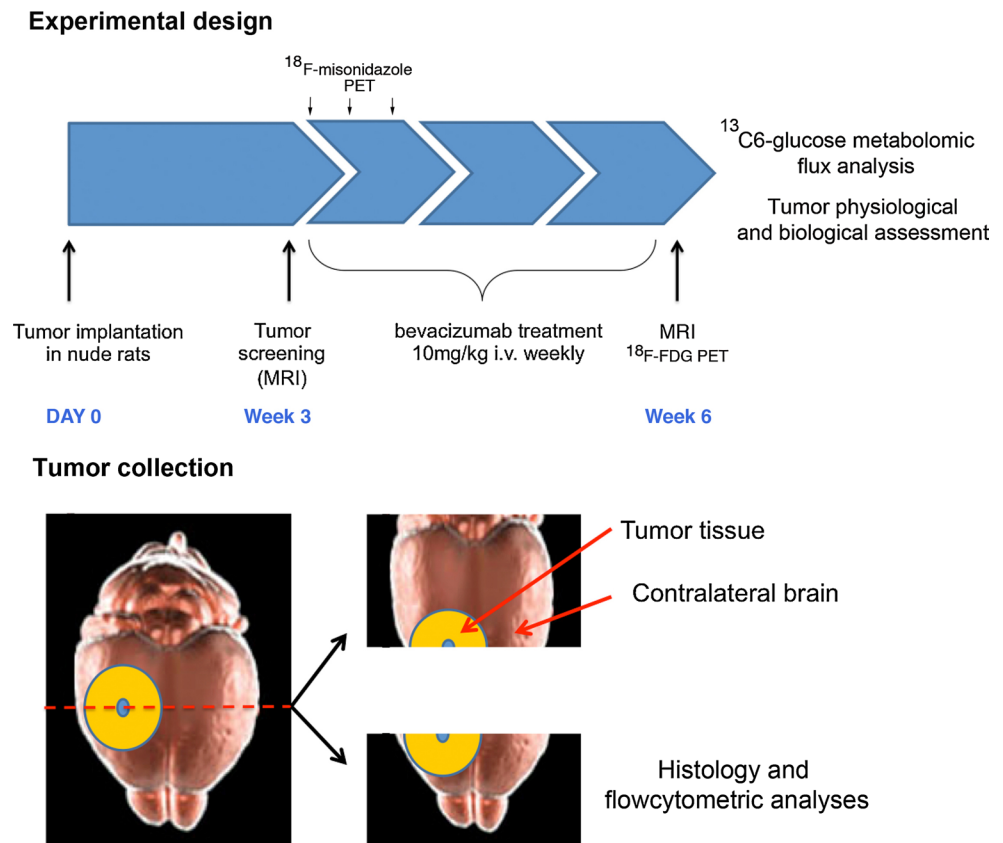 Experimental design
18F-misonidazole
PET
13C6-glucose metabolomic
flux analysis
Tumor physiological
and biological assessment
Tumor implantation
in nude rats
Tumor
screening
(MRI)
bevacizumab treatment
10mg/kg i.v. weekly
MRI
18F-FDG PET
DAY 0
Week 3
Week 6
Tumor collection
Tumor tissue
Contralateral brain
Histology and
flowcytometric analyses